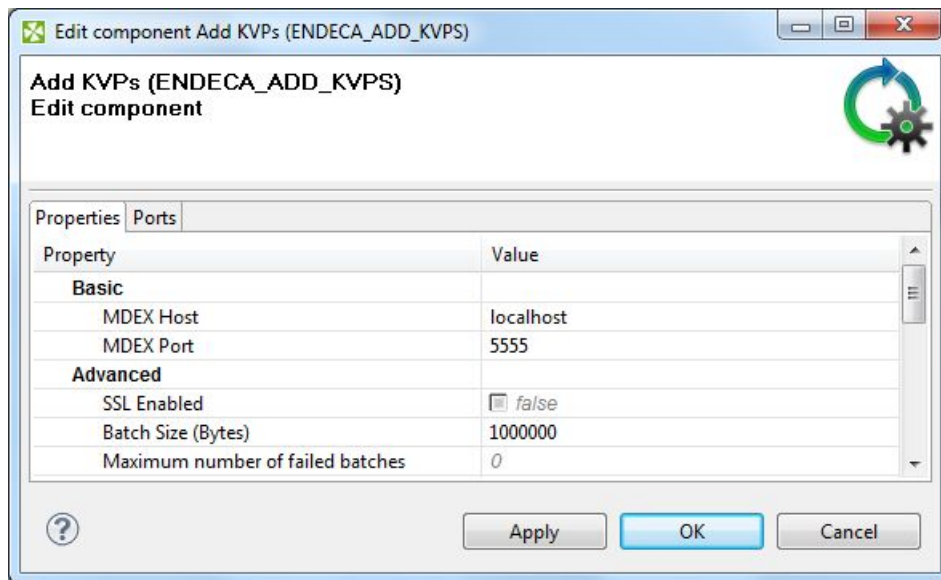 Edit component Add KVPs (ENDECA_ADD_KVPS)
Add KVPs (ENDECA_ADD_KVPS)
Edit component
Properties Ports
Property Value
Basic
MDEX Host localhost
MDEX Port 5555
Advanced
SSL Enabled false
Batch Size (Bytes) 1000000
Maximum number of failed batches 0
Apply OK Cancel